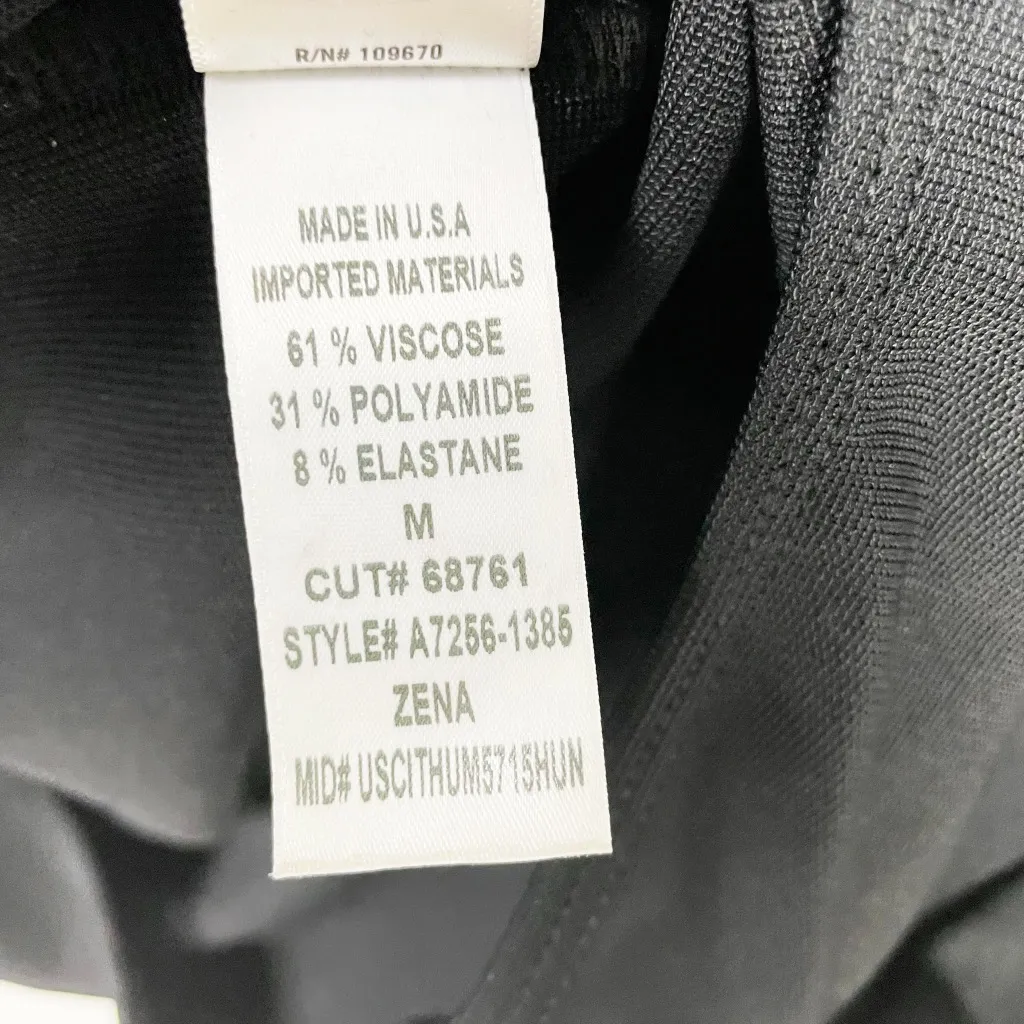 R/N# 109670
MADE IN U.S.A
IMPORTED MATERIALS
61 % VISCOSE
31 % POLYAMIDE
8 % ELASTANE
M
CUT# 68761
STYLE# A7256-1385
ZENA
MID# USCITHUM5715HUN